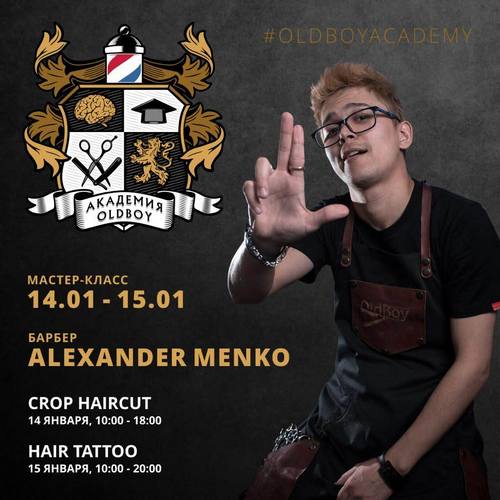 #OLDBOYACADEMY
АКАДЕМИЯ
OLDBOY
МАСТЕР-КЛАСС
14.01 - 15.01
БАРБЕР
ALEXANDER MENKO
OldBoy
CROP HAIRCUT
14 ЯНВАРЯ, 10:00 - 18:00
HAIR TATTOO
15 ЯНВАРЯ, 10:00 - 20:00